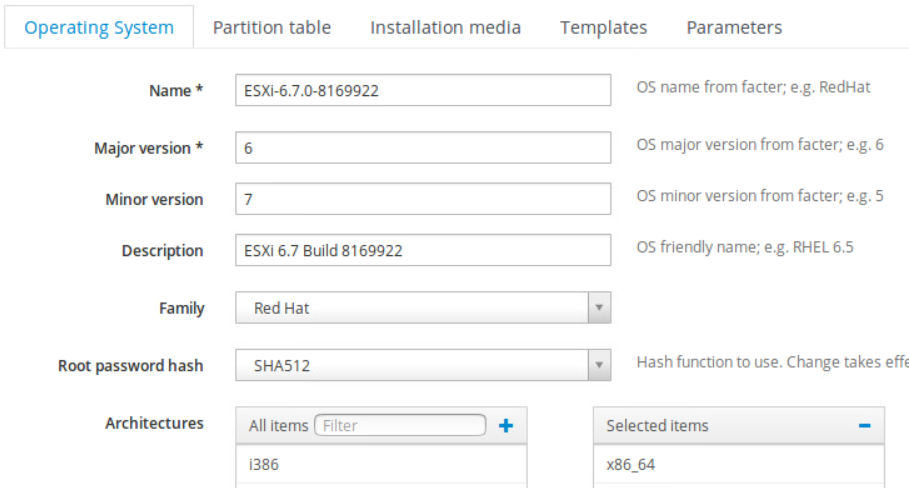 Operating System Partition table Installation media Templates Parameters
Name * ESXi-6.7.0-8169922 OS name from facter; e.g. RedHat
Major version * 6 OS major version from facter; e.g. 6
Minor version 7 OS minor version from facter; e.g. 5
Description ESXi 6.7 Build 8169922 OS friendly name; e.g. RHEL 6.5
Family Red Hat
Root password hash SHA512 Hash function to use. Change takes effe
Architectures All items Filter + Selected items −
i386 x86_64